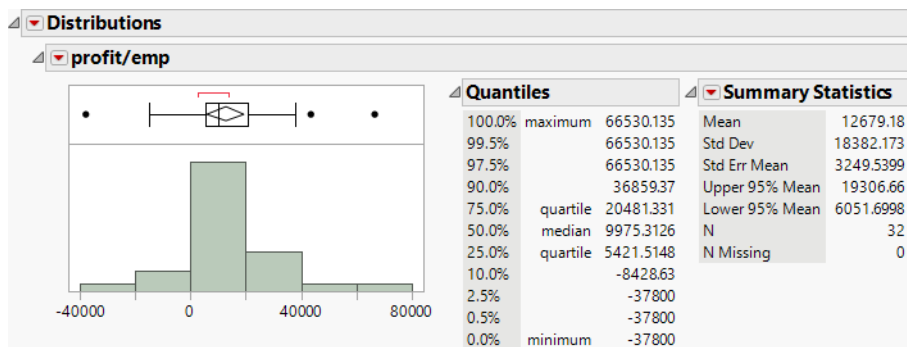 Distributions
profit/emp
-40000 0 40000 80000
Quantiles
100.0% maximum 66530.135
99.5% 66530.135
97.5% 66530.135
90.0% 36859.37
75.0% quartile 20481.331
50.0% median 9975.3126
25.0% quartile 5421.5148
10.0% -8428.63
2.5% -37800
0.5% -37800
0.0% minimum -37800
Summary Statistics
Mean 12679.18
Std Dev 18382.173
Std Err Mean 3249.5399
Upper 95% Mean 19306.66
Lower 95% Mean 6051.6998
N 32
N Missing 0